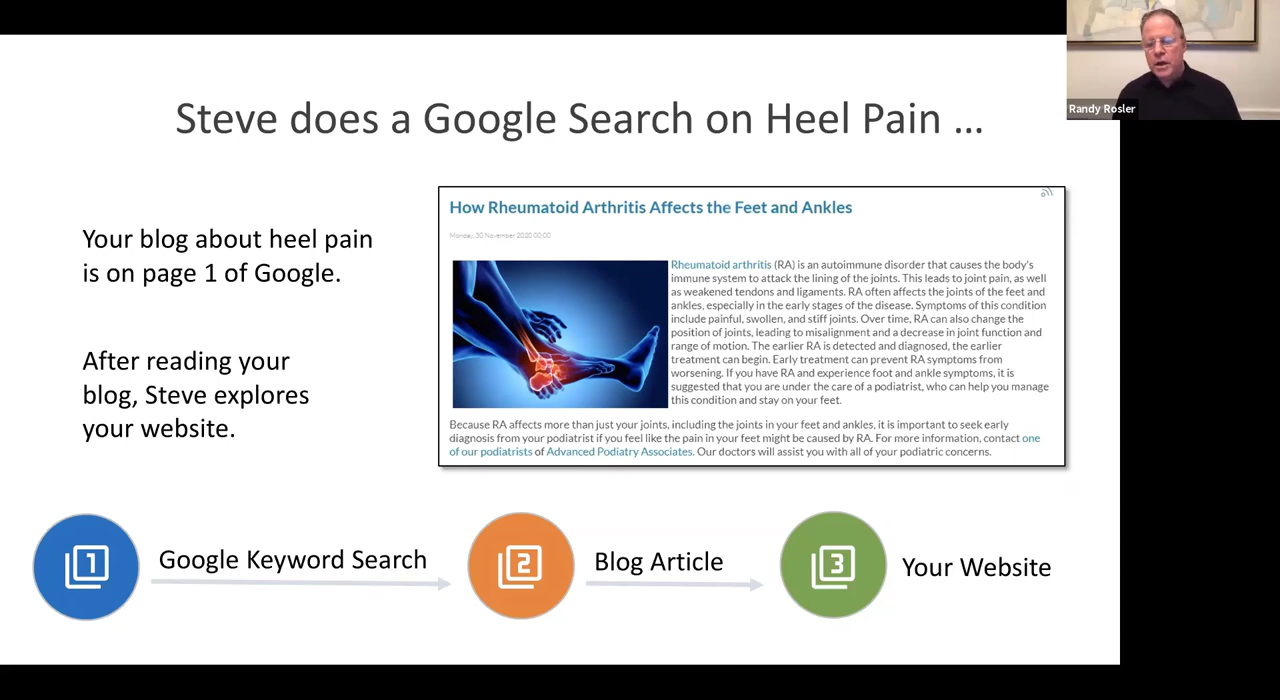 Randy Rosler
Steve does a Google Search on Heel Pain ...
Your blog about heel pain
is on page 1 of Google.
After reading your
blog, Steve explores
your website.
How Rheumatoid Arthritis Affects the Feet and Ankles
Monday, 30 November 2020 00:00
Rheumatoid arthritis (RA) is an autoimmune disorder that causes the body's
immune system to attack the lining of the joints. This leads to joint pain, as well
as weakened tendons and ligaments. RA often affects the joints of the feet and
ankles, especially in the early stages of the disease. Symptoms of this condition
include painful, swollen, and stiff joints. Over time, RA can also change the
position of joints, leading to misalignment and a decrease in joint function and
range of motion. The earlier RA is detected and diagnosed, the earlier
treatment can begin. Early treatment can prevent RA symptoms from
worsening. If you have RA and experience foot and ankle symptoms, it is
suggested that you are under the care of a podiatrist, who can help you manage
this condition and stay on your feet.
Because RA affects more than just your joints, including the joints in your feet and ankles, it is important to seek early
diagnosis from your podiatrist if you feel like the pain in your feet might be caused by RA. For more information, contact one
of our podiatrists of Advanced Podiatry Associates. Our doctors will assist you with all of your podiatric concerns.
1 Google Keyword Search 2 Blog Article 3 Your Website